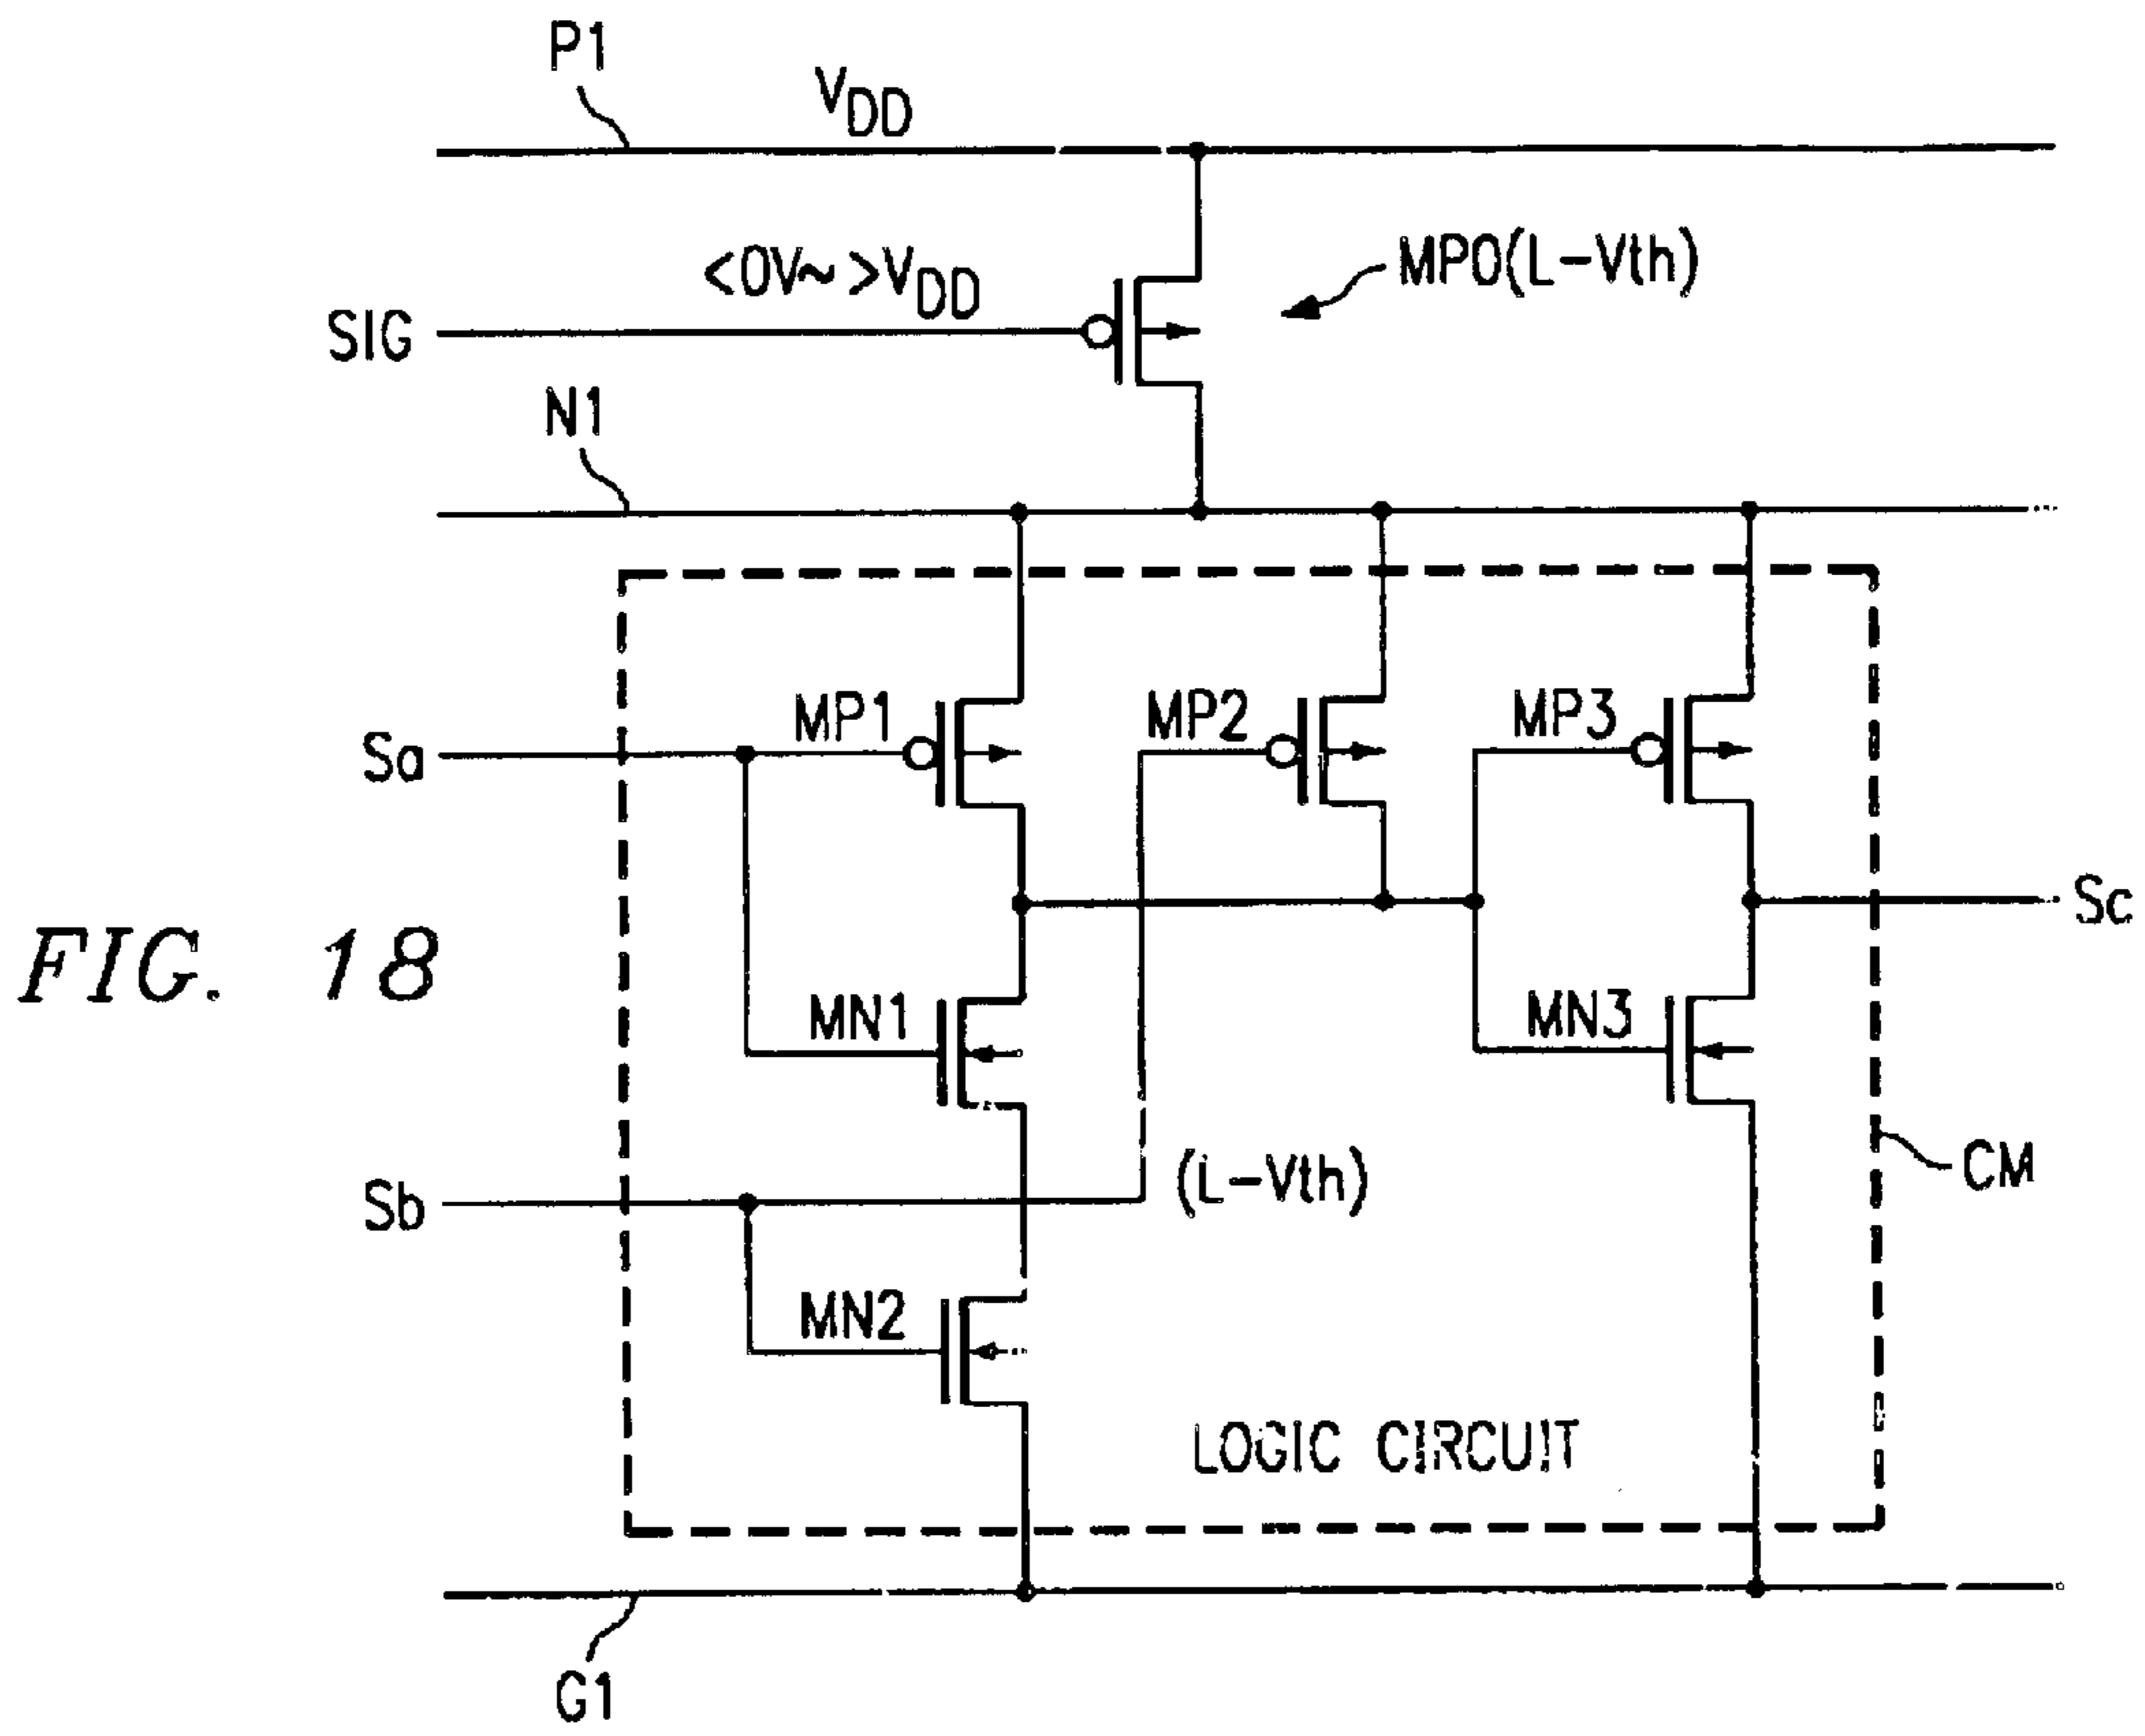 P1
VDD
<0V~>VDD
MP0(L-Vth)
SIG
N1
MP1
MP2
MP3
Sa
Sc
FIG. 18
MN1
MN3
(L-Vth)
CM
Sb
MN2
LOGIC CIRCUIT
G1